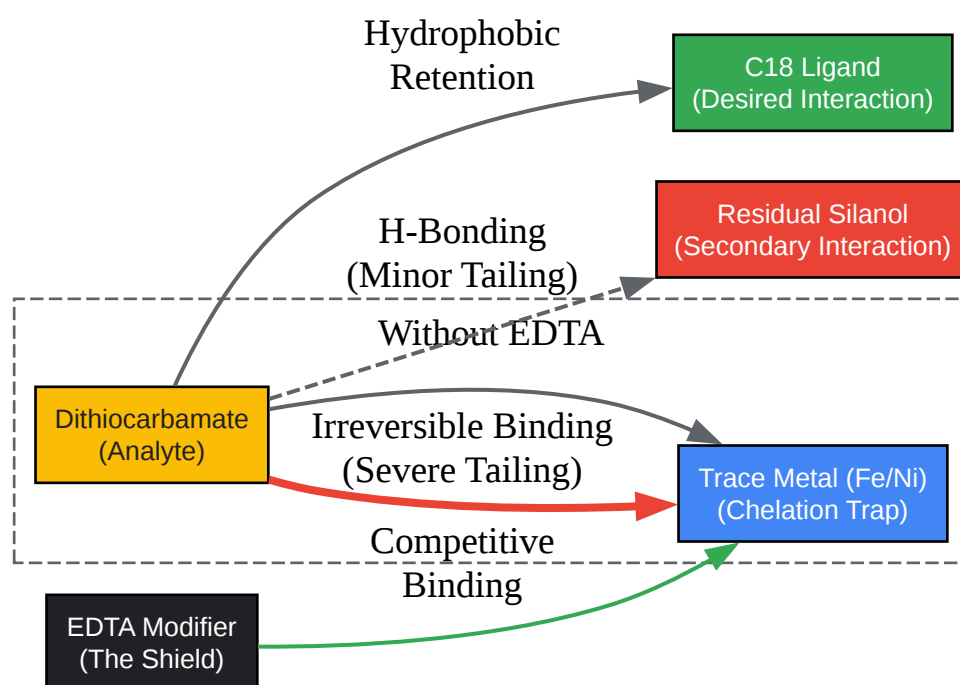 Hydrophobic
Retention
C18 Ligand
(Desired Interaction)
Residual Silanol
(Secondary Interaction)
H-Bonding
(Minor Tailing)
Without EDTA
Dithiocarbamate
(Analyte)
Irreversible Binding
(Severe Tailing)
Trace Metal (Fe/Ni)
(Chelation Trap)
Competitive
Binding
EDTA Modifier
(The Shield)